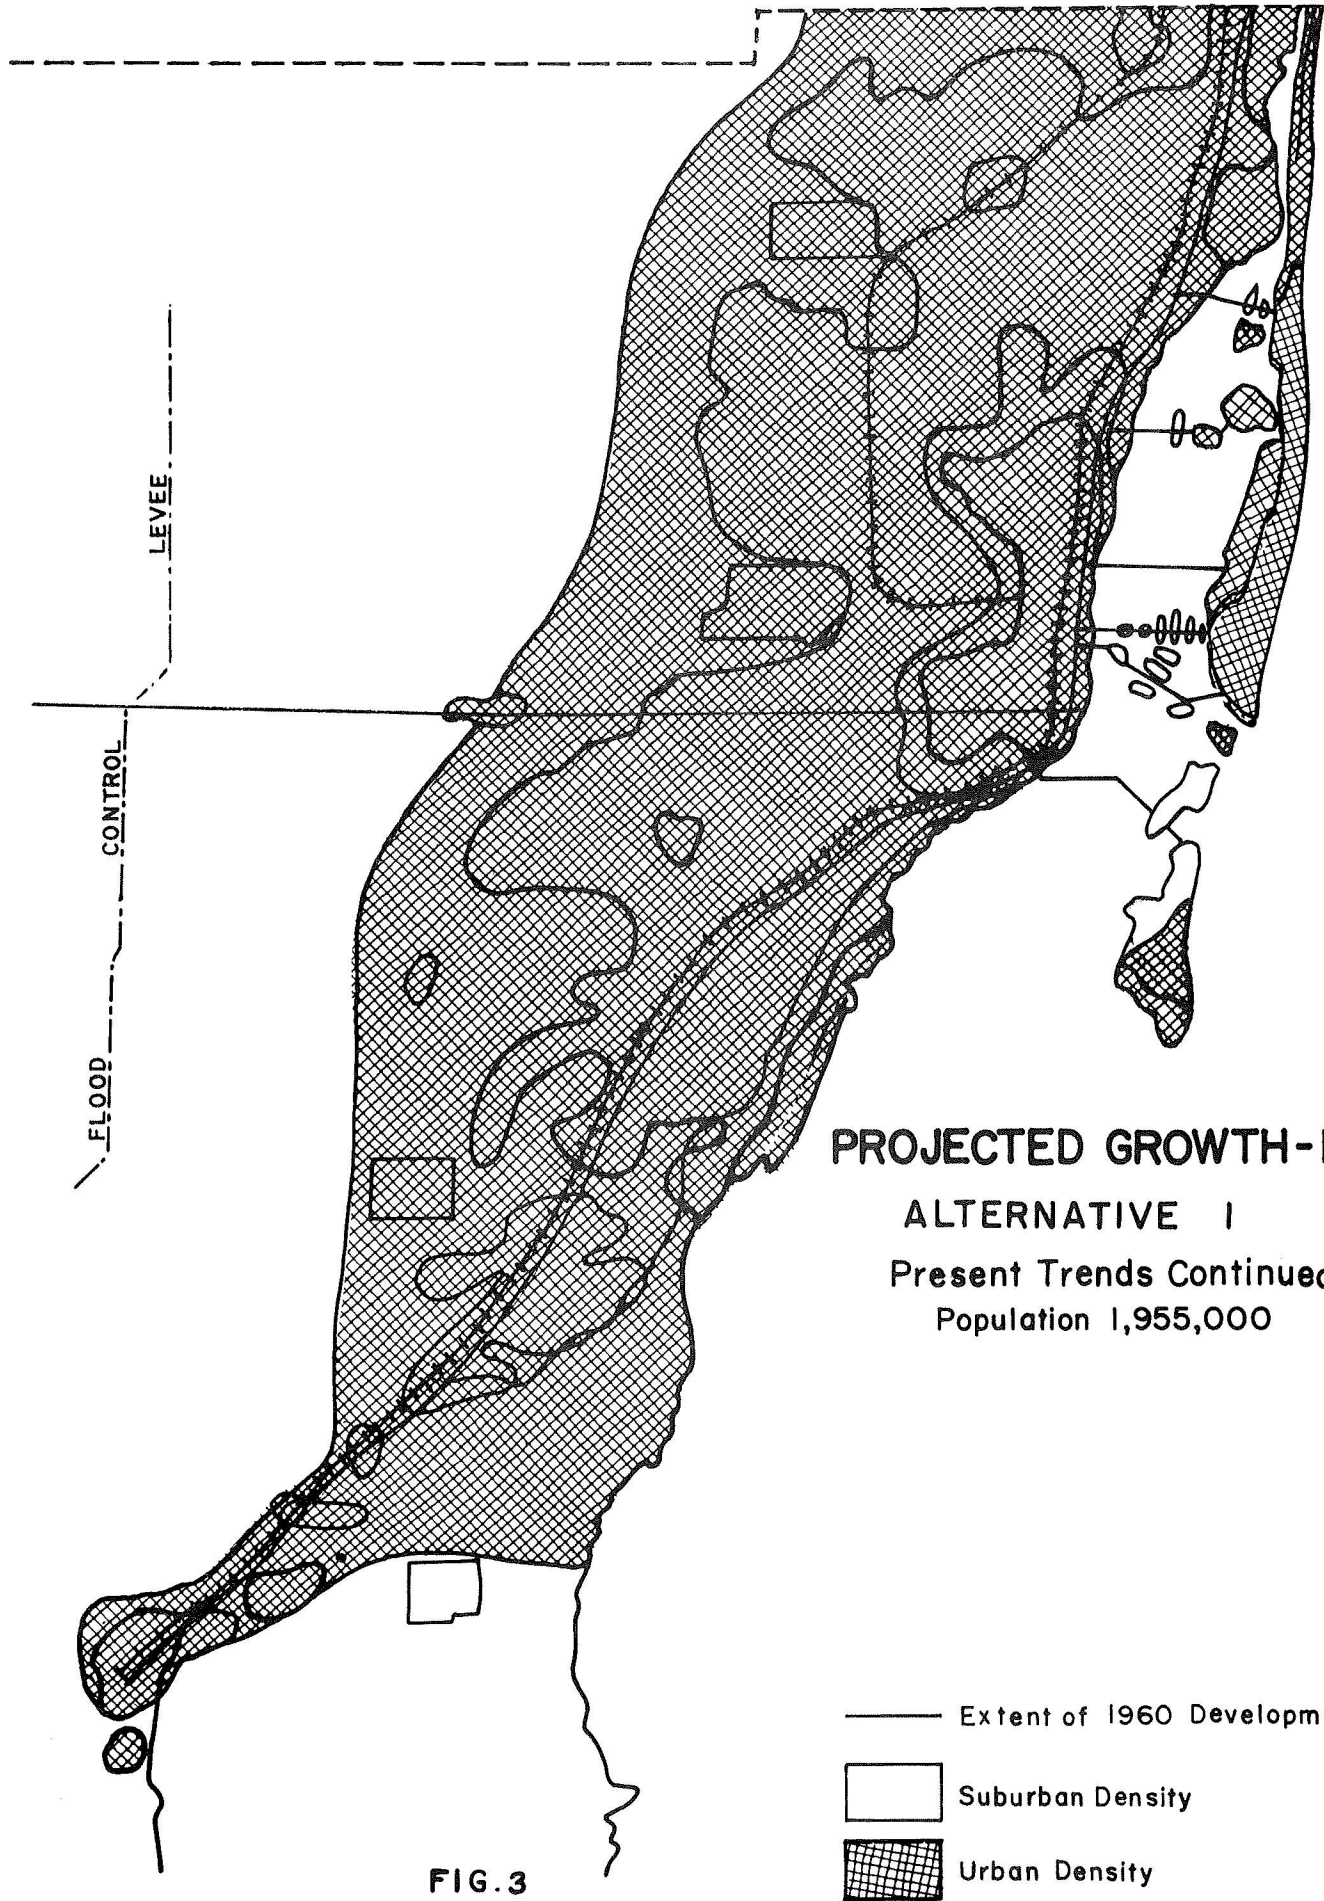 LEVEE
CONTROL
FLOOD
PROJECTED GROWTH-
ALTERNATIVE 1
Present Trends Continued
Population 1,955,000
Extent of 1960 Developm
Suburban Density
Urban Density
FIG.3